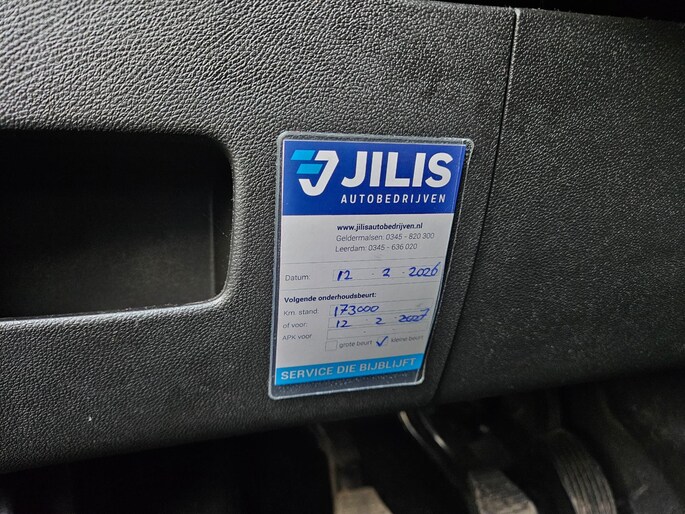 JILIS
AUTOBEDRIJVEN
www.jilisautobedrijven.nl
Geldermalsen: 0345 - 820 300
Leerdam: 0345 - 636 020
Datum: 12 - 2 - 2026
Volgende onderhoudsbeurt:
Km. stand: 173000
of voor 12 - 2 - 2027
APK voor
grote beurt ✓ kleine beurt
SERVICE DIE BIJBLIJFT